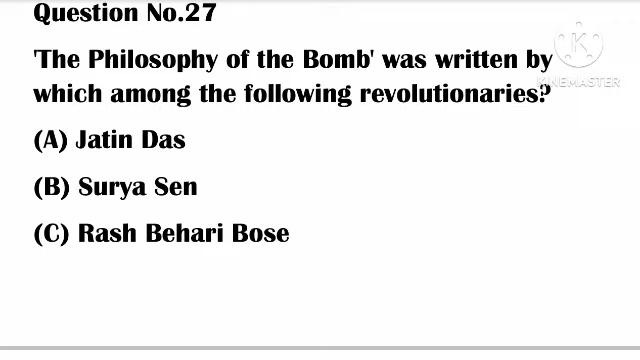 Question No.27
'The Philosophy of the Bomb' was written by
which among the following revolutionaries?
KINEMASTER
(A) Jatin Das
(B) Surya Sen
(C) Rash Behari Bose